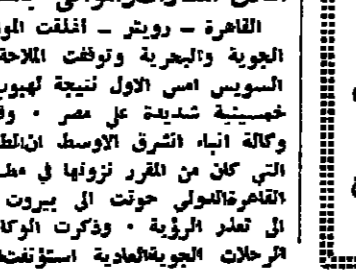 القاهرة - رويتر - اغلقت الموا
الجوية والبحرية وتوقفت الملاحة
السويس امس الاول نتيجة لهبوب
خمسينية شديدة على مصر . و
وكالة انباء الشرق الاوسط ان الط
التي كان من المقرر نزولها في مط
القاهرة الدولي حولت الى بيروت
الى تعذر الرؤية . وذكرت الوكا
الرحلات الجوية العادية استؤنفت